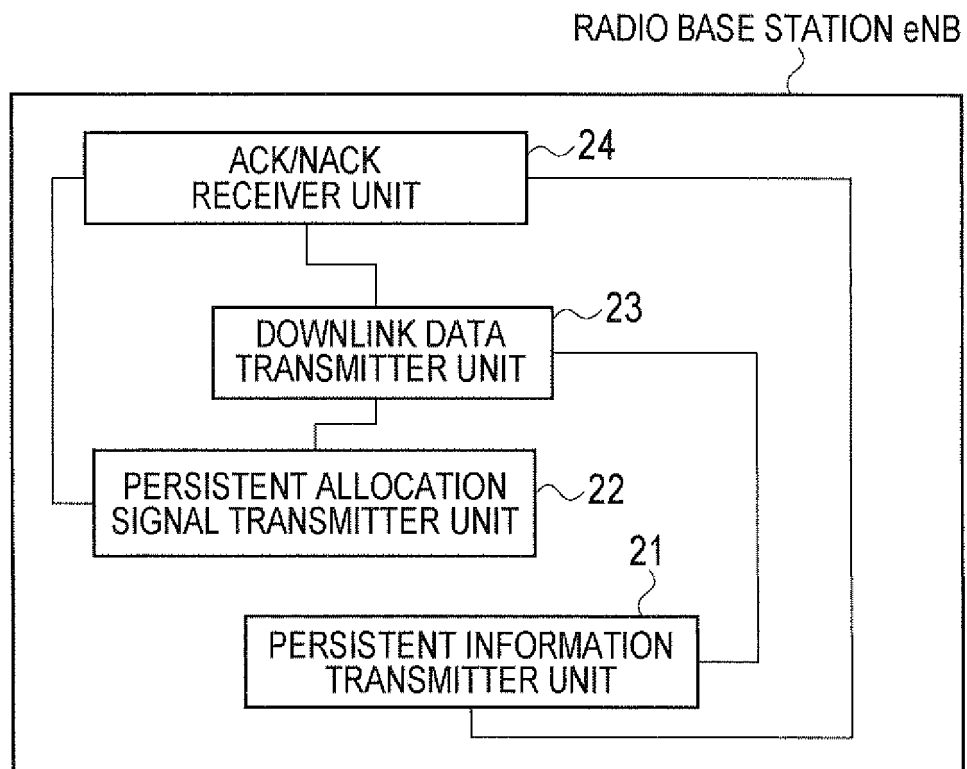 RADIO BASE STATION eNB
24
ACK/NACK
RECEIVER UNIT
23
DOWNLINK DATA
TRANSMITTER UNIT
22
PERSISTENT ALLOCATION
SIGNAL TRANSMITTER UNIT
21
PERSISTENT INFORMATION
TRANSMITTER UNIT